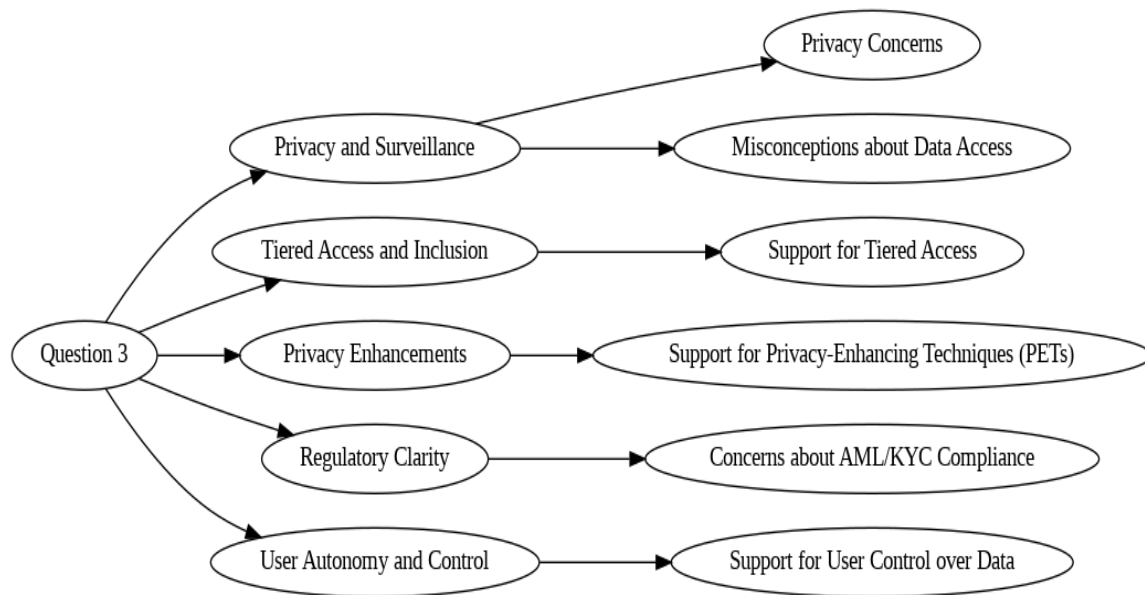 Privacy Concerns
Privacy and Surveillance
Misconceptions about Data Access
Tiered Access and Inclusion
Support for Tiered Access
Question 3
Privacy Enhancements
Support for Privacy-Enhancing Techniques (PETs)
Regulatory Clarity
Concerns about AML/KYC Compliance
User Autonomy and Control
Support for User Control over Data